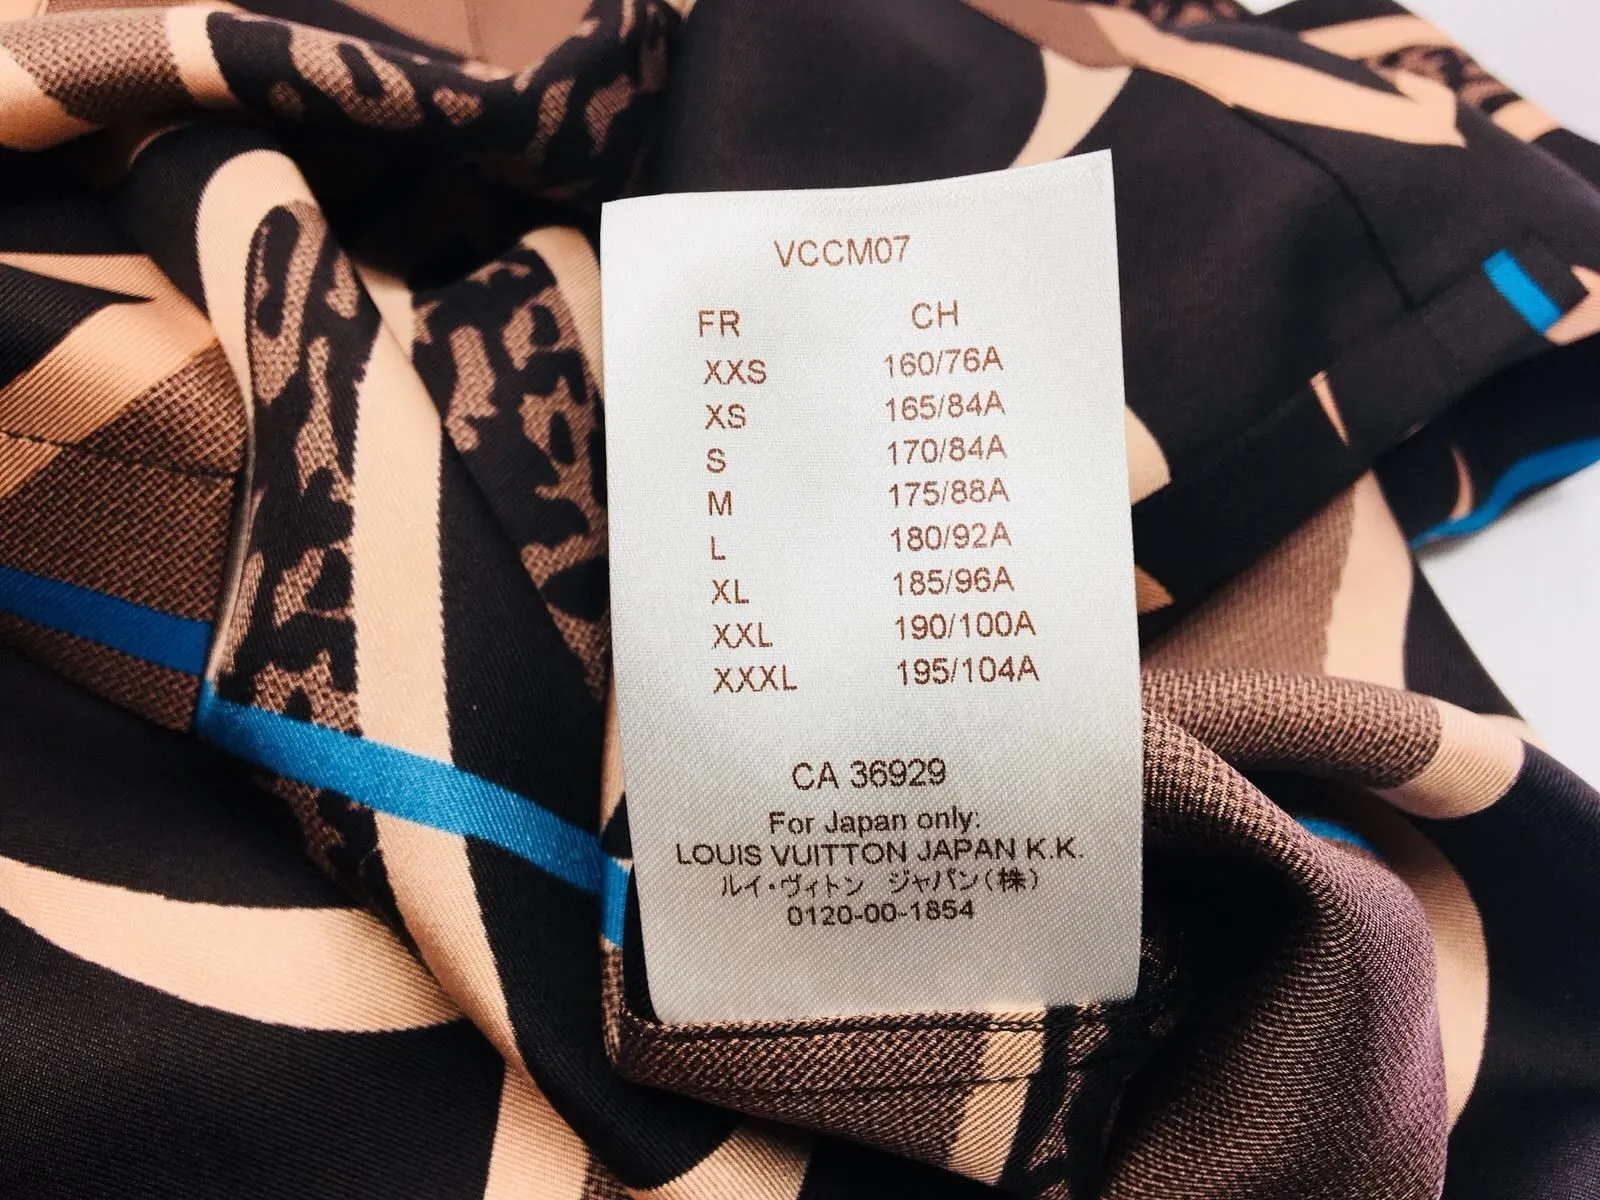 VCCM07
FR CH
XXS 160/76A
XS 165/84A
S 170/84A
M 175/88A
L 180/92A
XL 185/96A
XXL 190/100A
XXXL 195/104A
CA 36929
For Japan only:
LOUIS VUITTON JAPAN K.K.
ルイ・ヴィトン ジャパン(株)
0120-00-1854